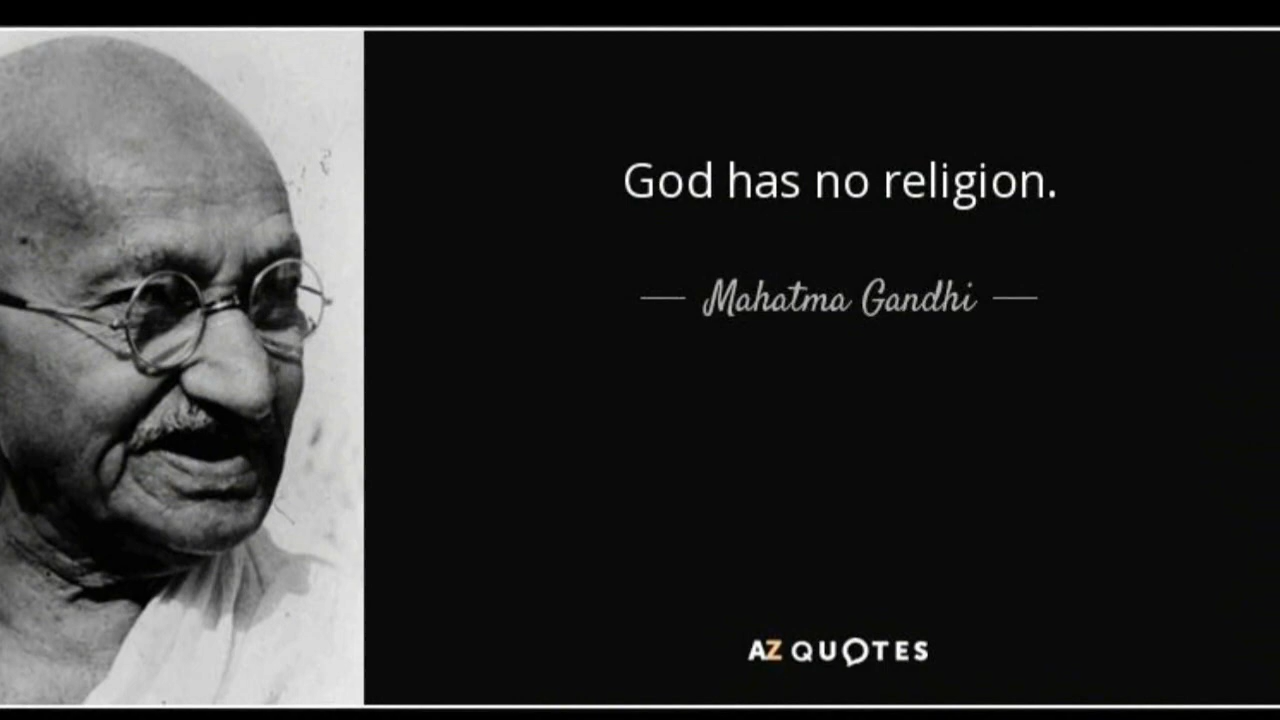 God has no religion.
— Mahatma Gandhi —
AZ QUOTES